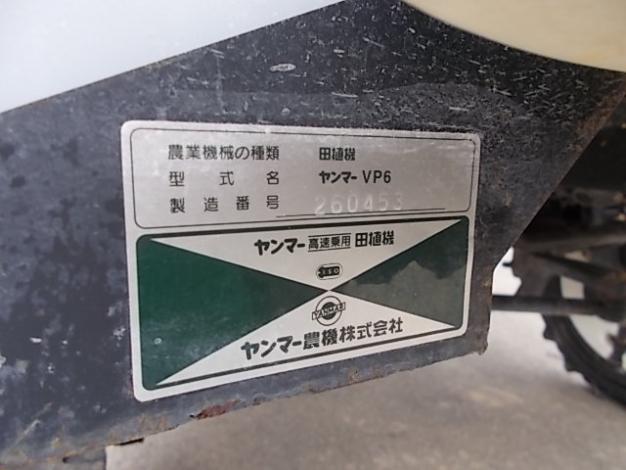 農業機械の種類 田植機
型式名 ヤンマー VP6
製造番号 260453
ヤンマー 高速乗用 田植機
YANMAR
ヤンマー農機株式会社